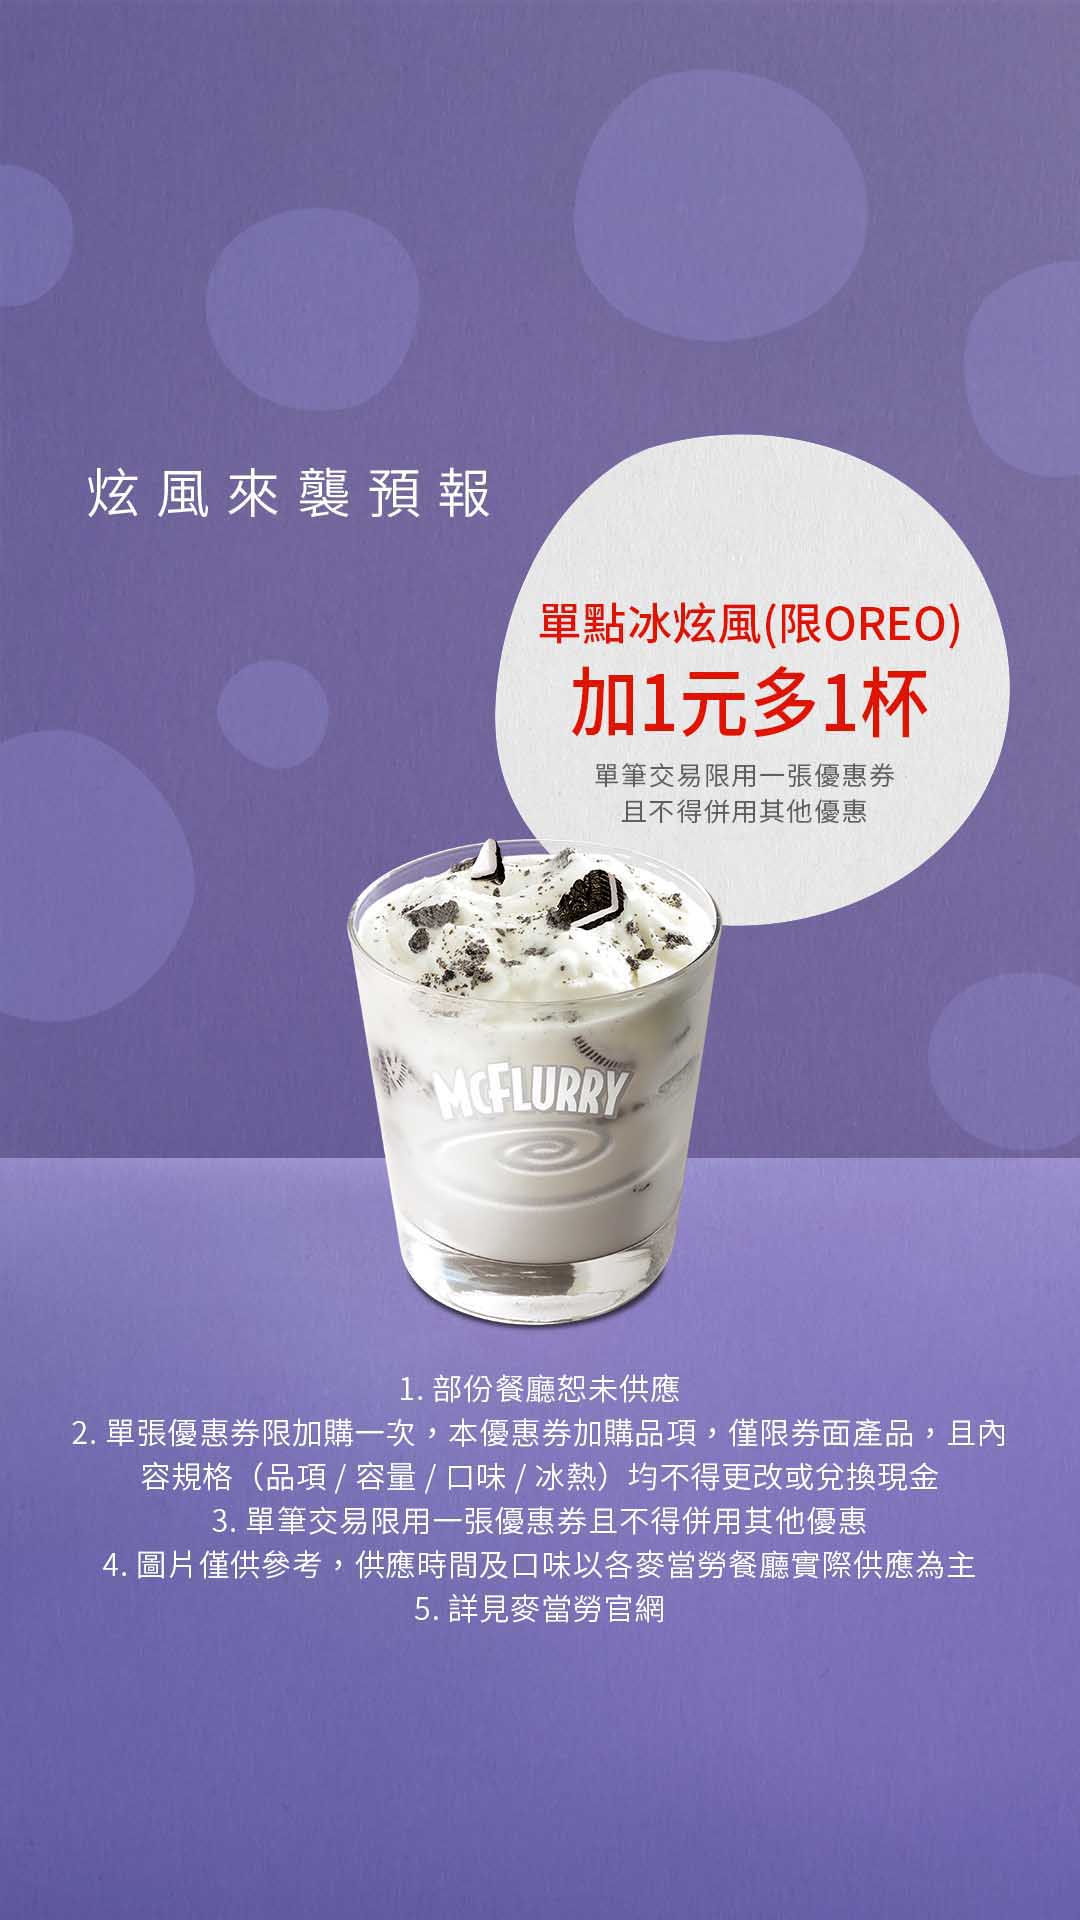 炫風來襲預報
單點冰炫風(限OREO)
加1元多1杯
單筆交易限用一張優惠券
且不得併用其他優惠
MCFLURRY
1. 部份餐廳恕未供應
2. 單張優惠券限加購一次，本優惠券加購品項，僅限券面產品，且內
容規格（品項 / 容量 / 口味 / 冰熱）均不得更改或兌換現金
3. 單筆交易限用一張優惠券且不得併用其他優惠
4. 圖片僅供參考，供應時間及口味以各麥當勞餐廳實際供應為主
5. 詳見麥當勞官網